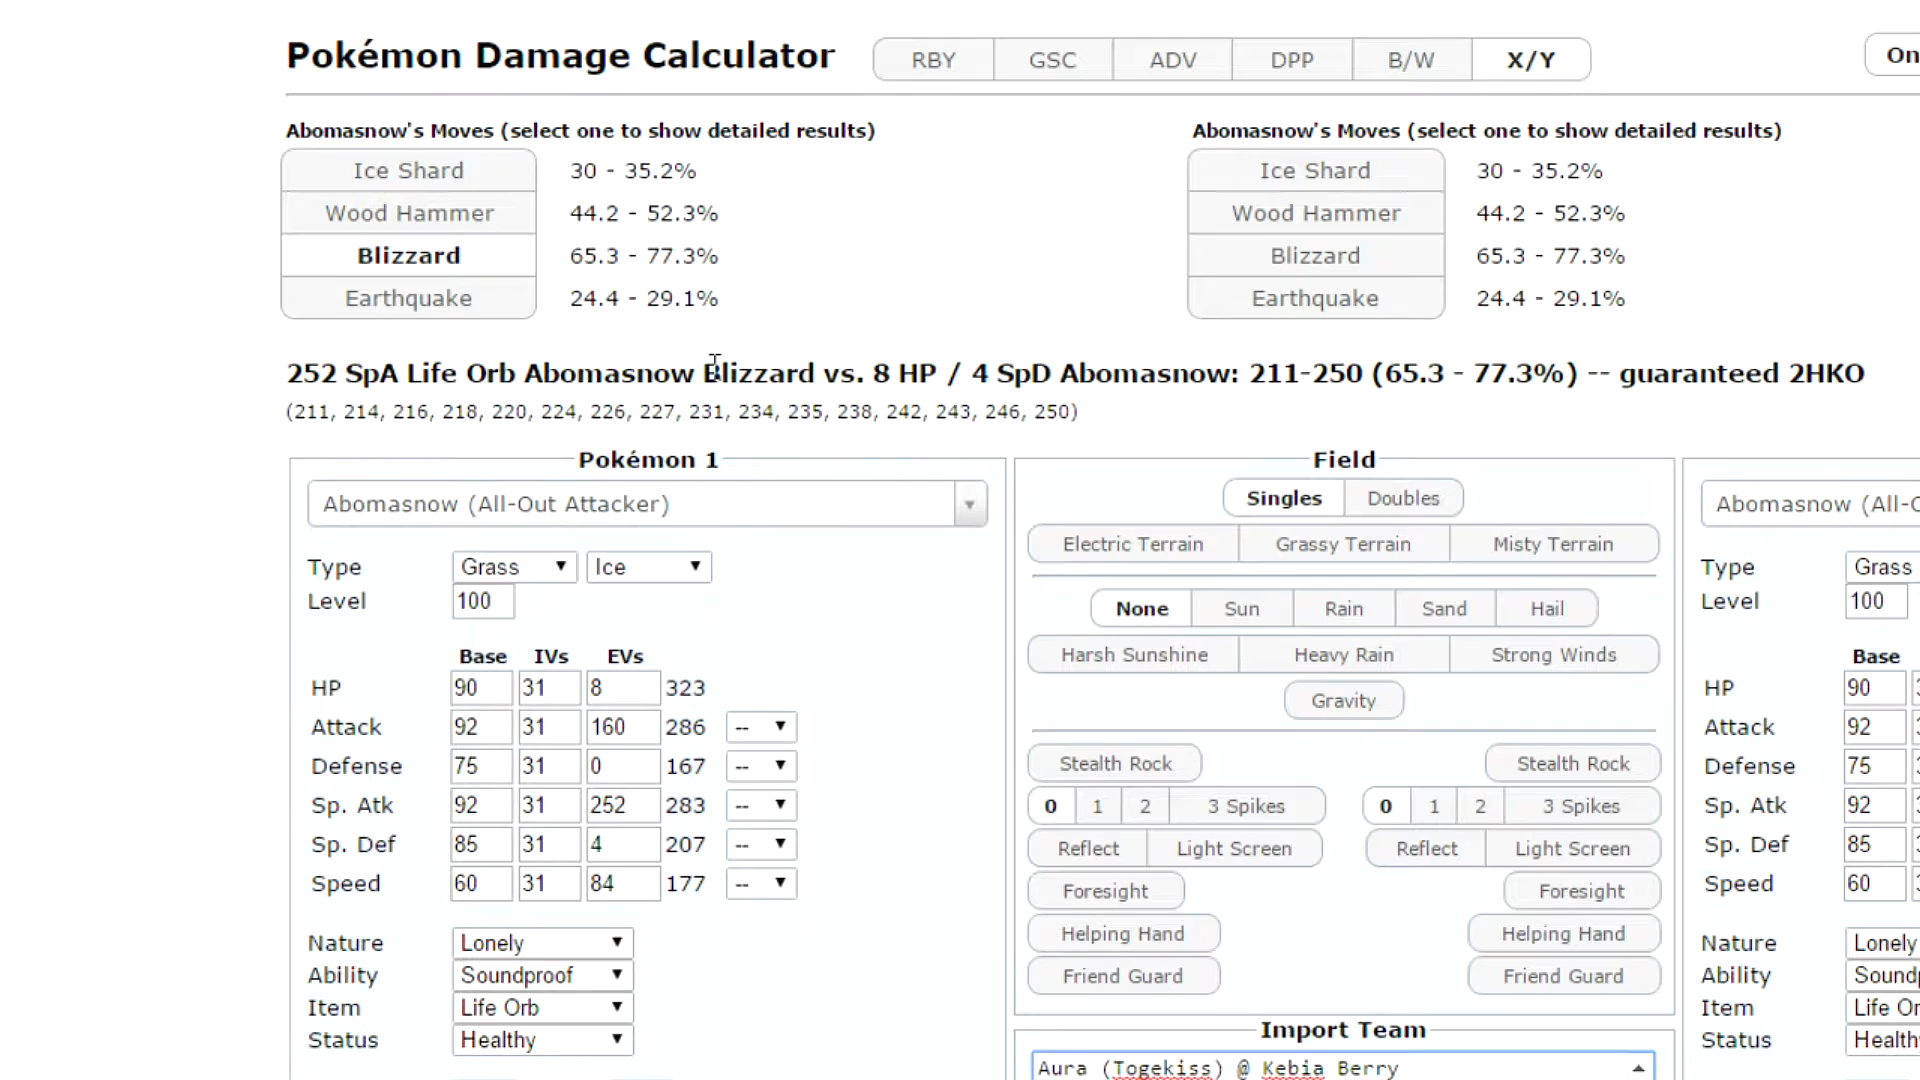 Pokémon Damage Calculator RBY GSC ADV DPP B/W X/Y On
Abomasnow's Moves (select one to show detailed results) Abomasnow's Moves (select one to show detailed results)
Ice Shard 30 - 35.2% Ice Shard 30 - 35.2%
Wood Hammer 44.2 - 52.3% Wood Hammer 44.2 - 52.3%
Blizzard 65.3 - 77.3% Blizzard 65.3 - 77.3%
Earthquake 24.4 - 29.1% Earthquake 24.4 - 29.1%
252 SpA Life Orb Abomasnow Blizzard vs. 8 HP / 4 SpD Abomasnow: 211-250 (65.3 - 77.3%) -- guaranteed 2HKO
(211, 214, 216, 218, 220, 224, 226, 227, 231, 234, 235, 238, 242, 243, 246, 250)
Pokémon 1
Abomasnow (All-Out Attacker)
Type Grass Ice
Level 100
Base IVs EVs
HP 90 31 8 323
Attack 92 31 160 286 --
Defense 75 31 0 167 --
Sp. Atk 92 31 252 283 --
Sp. Def 85 31 4 207 --
Speed 60 31 84 177 --
Nature Lonely
Ability Soundproof
Item Life Orb
Status Healthy
Field
Singles Doubles
Electric Terrain Grassy Terrain Misty Terrain
None Sun Rain Sand Hail
Harsh Sunshine Heavy Rain Strong Winds
Gravity
Stealth Rock Stealth Rock
0 1 2 3 Spikes 0 1 2 3 Spikes
Reflect Light Screen Reflect Light Screen
Foresight Foresight
Helping Hand Helping Hand
Friend Guard Friend Guard
Import Team
Aura (Togekiss) @ Kebia Berry
Abomasnow (All-O
Type Grass
Level 100
Base
HP 90
Attack 92
Defense 75
Sp. Atk 92
Sp. Def 85
Speed 60
Nature Lonely
Ability Soundp
Item Life Or
Status Health